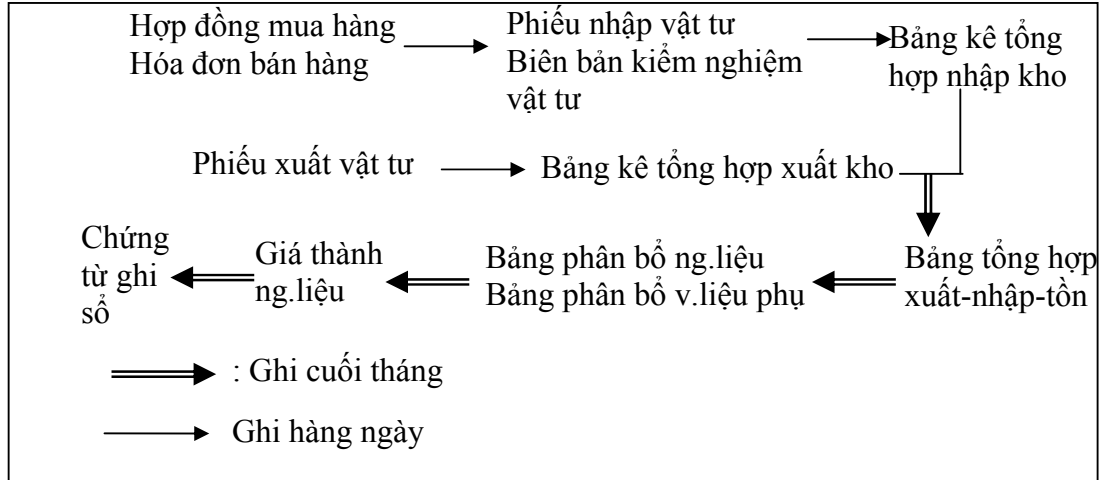 Hợp đồng mua hàng
Hóa đơn bán hàng
Phiếu nhập vật tư
Biên bản kiểm nghiệm
vật tư
Bảng kê tổng
hợp nhập kho
Phiếu xuất vật tư
Bảng kê tổng hợp xuất kho
Chứng
từ ghi
sổ
Giá thành
ng.liệu
Bảng phân bổ ng.liệu
Bảng phân bổ v.liệu phụ
Bảng tổng hợp
xuất-nhập-tồn
: Ghi cuối tháng
Ghi hàng ngày